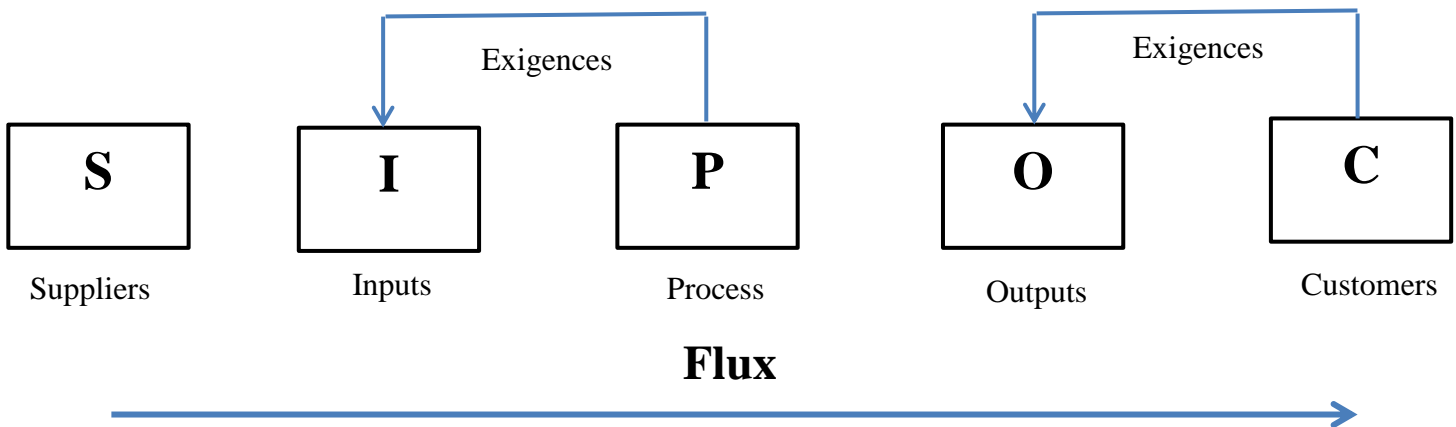 Exigences
Exigences
S I P O C
Suppliers Inputs Process Outputs Customers
Flux